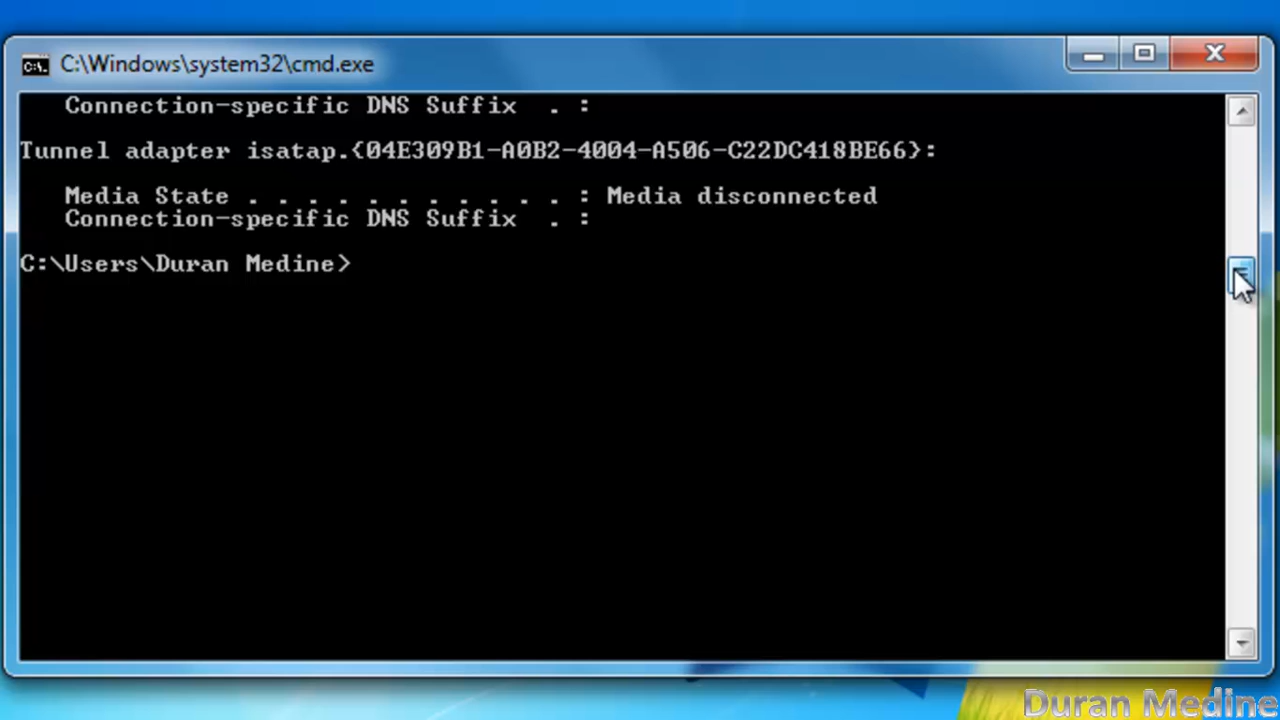 C:\Windows\system32\cmd.exe
Connection-specific DNS Suffix . :
Tunnel adapter isatap.{04E309B1-A0B2-4004-A506-C22DC418BE66}:
Media State . . . . . . . . . . . : Media disconnected
Connection-specific DNS Suffix . :
C:\Users\Duran Medine>
Duran Medine